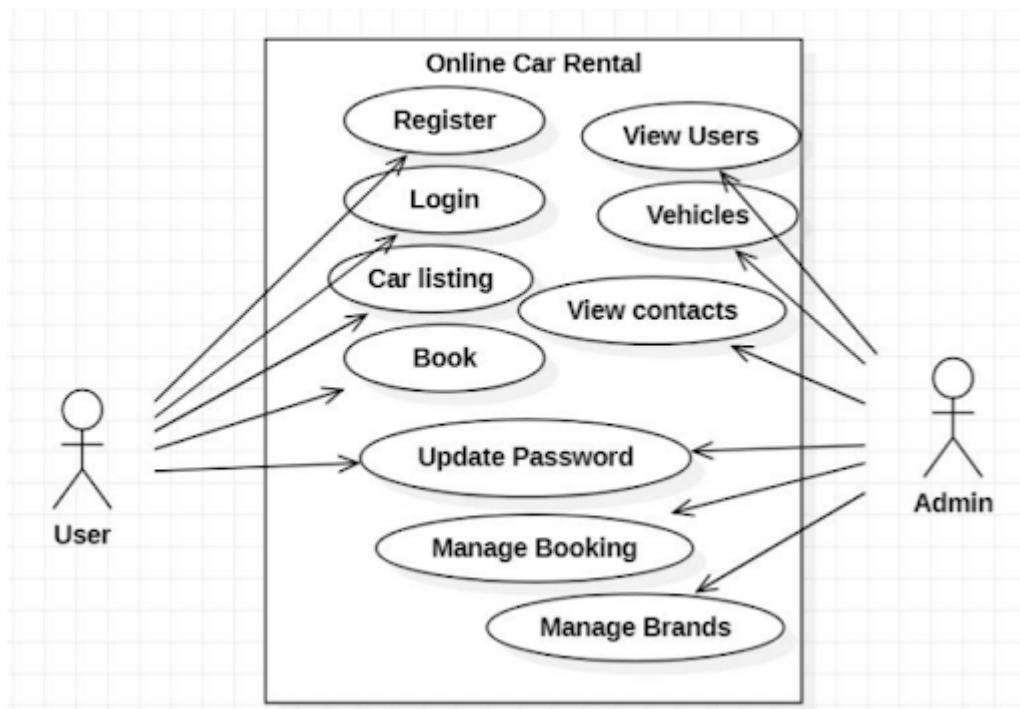 Online Car Rental
Register
View Users
Login
Vehicles
Car listing
View contacts
Book
Update Password
User
Admin
Manage Booking
Manage Brands